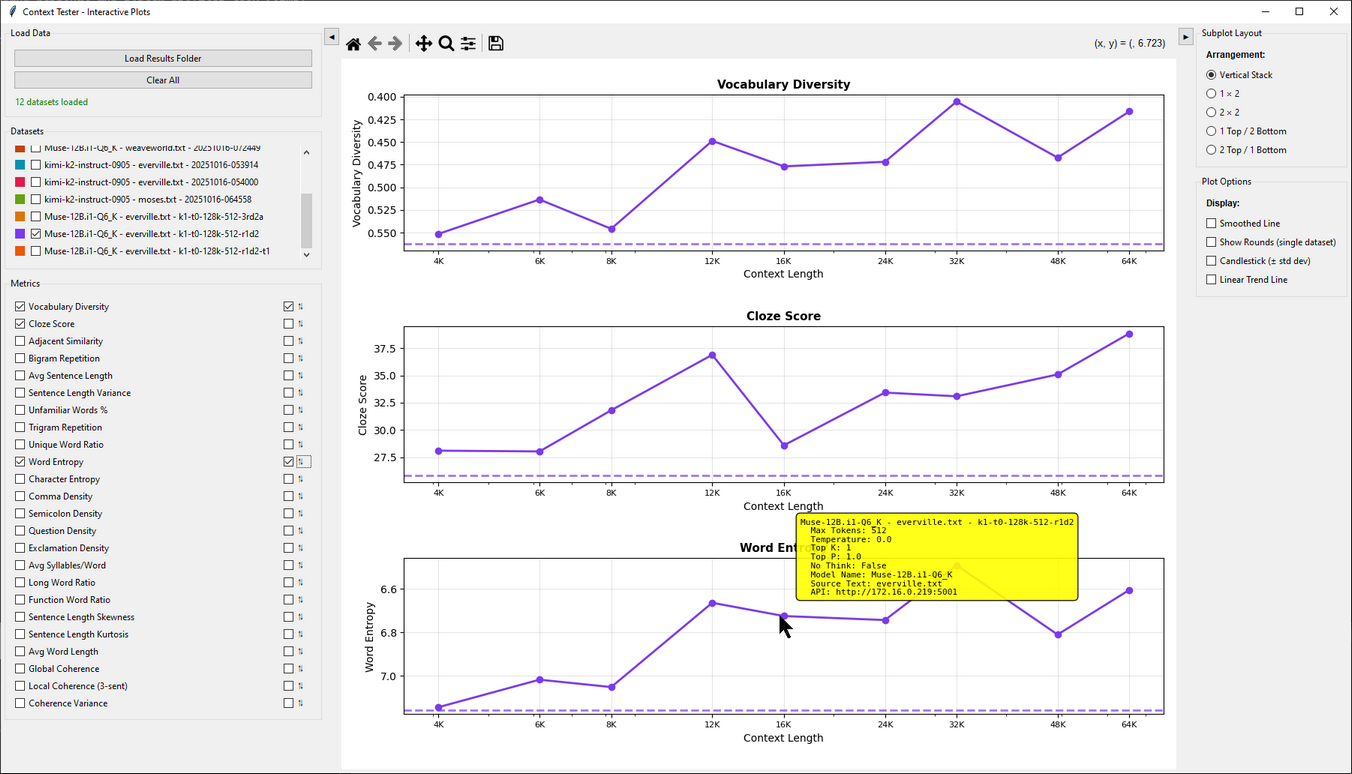 Context Tester - Interactive Plots
Load Data
Load Results Folder
Clear All
12 datasets loaded
Datasets
Muse-12B.i1-Q6_K - weaveworld.txt - 20251016-072449
kimi-k2-instruct-0905 - everville.txt - 20251016-053914
kimi-k2-instruct-0905 - everville.txt - 20251016-054000
kimi-k2-instruct-0905 - moses.txt - 20251016-064558
Muse-12B.i1-Q6_K - everville.txt - k1-t0-128k-512-3rd2a
Muse-12B.i1-Q6_K - everville.txt - k1-t0-128k-512-r1d2
Muse-12B.i1-Q6_K - everville.txt - k1-t0-128k-512-r1d2-t1
Metrics
Vocabulary Diversity
Cloze Score
Adjacent Similarity
Bigram Repetition
Avg Sentence Length
Sentence Length Variance
Unfamiliar Words %
Trigram Repetition
Unique Word Ratio
Word Entropy
Character Entropy
Comma Density
Semicolon Density
Question Density
Exclamation Density
Avg Syllables/Word
Long Word Ratio
Function Word Ratio
Sentence Length Skewness
Sentence Length Kurtosis
Avg Word Length
Global Coherence
Local Coherence (3-sent)
Coherence Variance
(x, y) = (, 6.723)
Vocabulary Diversity
Vocabulary Diversity
0.400
0.425
0.450
0.475
0.500
0.525
0.550
4K 6K 8K 12K 16K 24K 32K 48K 64K
Context Length
Cloze Score
Cloze Score
37.5
35.0
32.5
30.0
27.5
4K 6K 8K 12K 16K 24K 32K 48K 64K
Context Length
Word Entr
Muse-12B.i1-Q6_K - everville.txt - k1-t0-128k-512-r1d2
Max Tokens: 512
Temperature: 0.0
Top K: 1
Top P: 1.0
No Think: False
Model Name: Muse-12B.i1-Q6_K
Source Text: everville.txt
API: http://172.16.0.219:5001
Word Entropy
6.6
6.8
7.0
4K 6K 8K 12K 16K 24K 32K 48K 64K
Context Length
Subplot Layout
Arrangement:
Vertical Stack
1 × 2
2 × 2
1 Top / 2 Bottom
2 Top / 1 Bottom
Plot Options
Display:
Smoothed Line
Show Rounds (single dataset)
Candlestick (± std dev)
Linear Trend Line